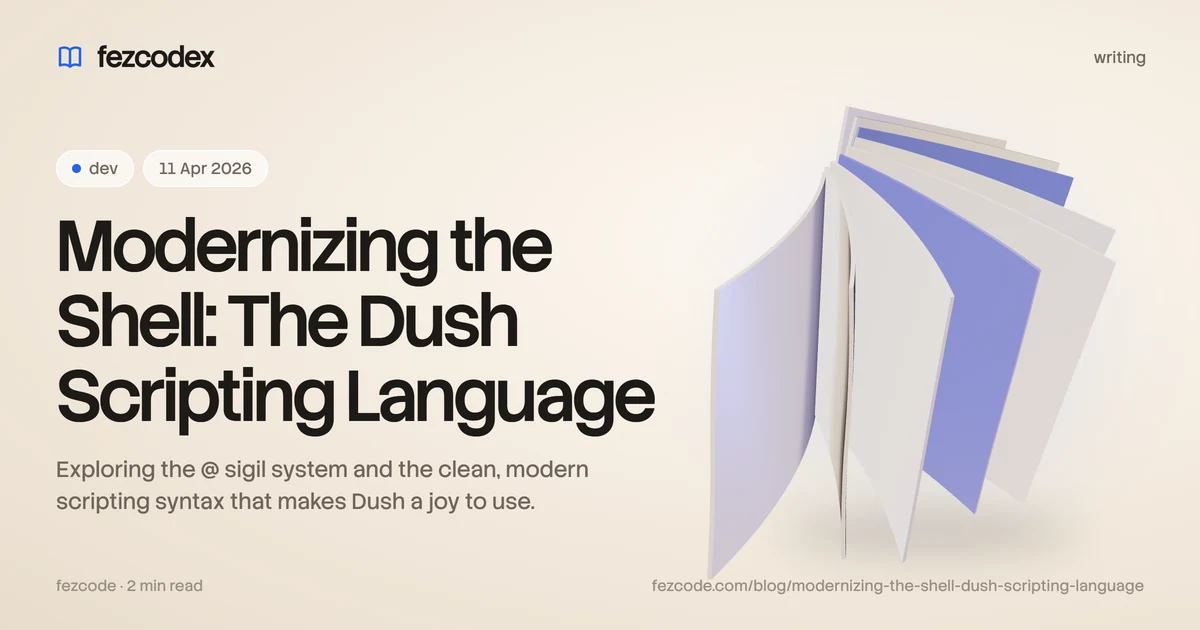 fezcodex
writing
dev
11 Apr 2026
Modernizing the
Shell: The Dush
Scripting Language
Exploring the @ sigil system and the clean, modern
scripting syntax that makes Dush a joy to use.
fezcode · 2 min read
fezcode.com/blog/modernizing-the-shell-dush-scripting-language